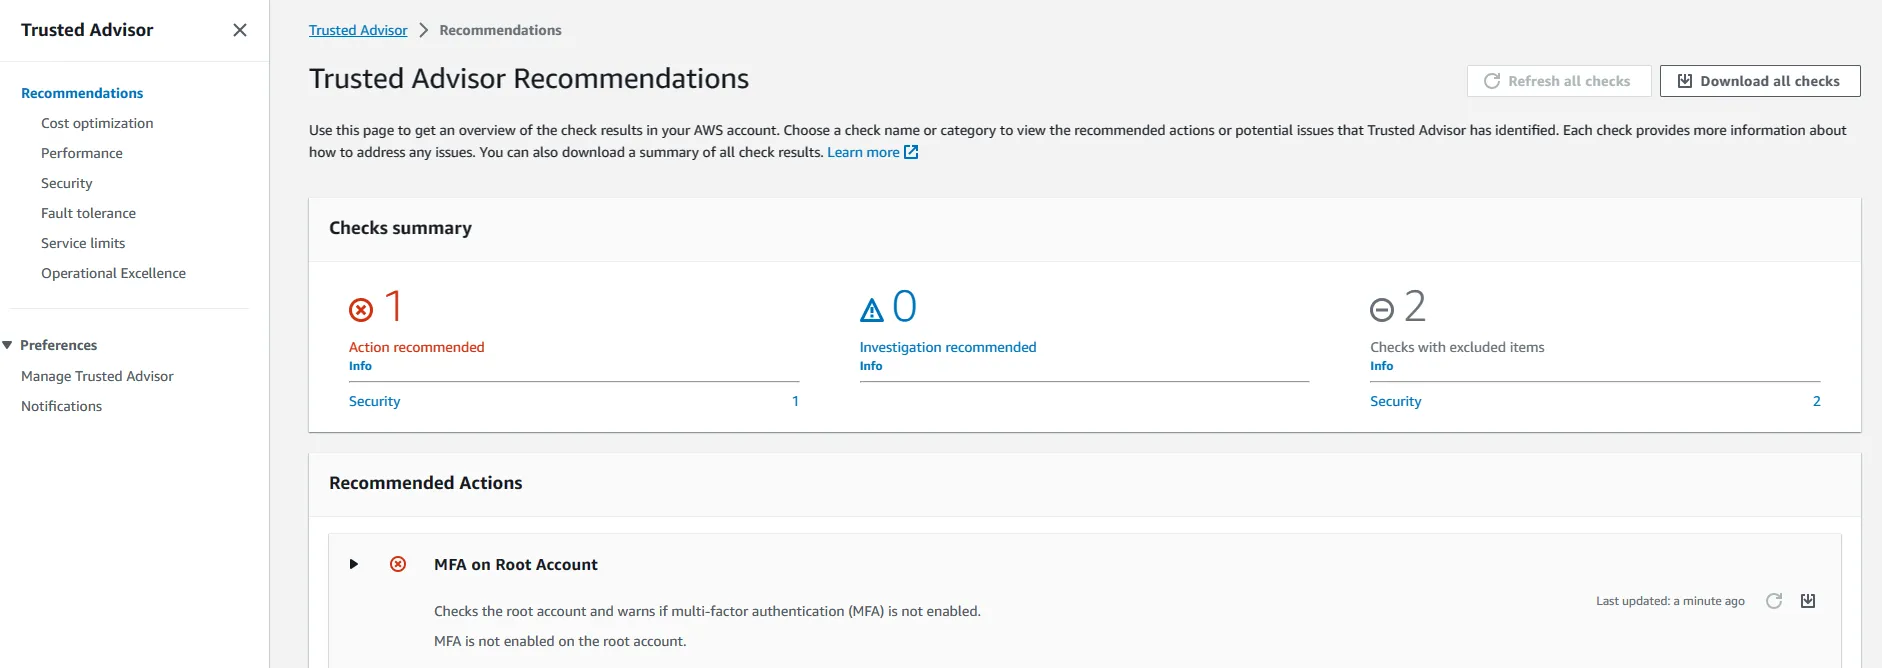 Trusted Advisor
Recommendations
Cost optimization
Performance
Security
Fault tolerance
Service limits
Operational Excellence
Preferences
Manage Trusted Advisor
Notifications
Trusted Advisor > Recommendations
Trusted Advisor Recommendations
Refresh all checks
Download all checks
Use this page to get an overview of the check results in your AWS account. Choose a check name or category to view the recommended actions or potential issues that Trusted Advisor has identified. Each check provides more information about
how to address any issues. You can also download a summary of all check results. Learn more
Checks summary
1
Action recommended
Info
Security 1
0
Investigation recommended
Info
2
Checks with excluded items
Info
Security 2
Recommended Actions
MFA on Root Account
Checks the root account and warns if multi-factor authentication (MFA) is not enabled.
MFA is not enabled on the root account.
Last updated: a minute ago